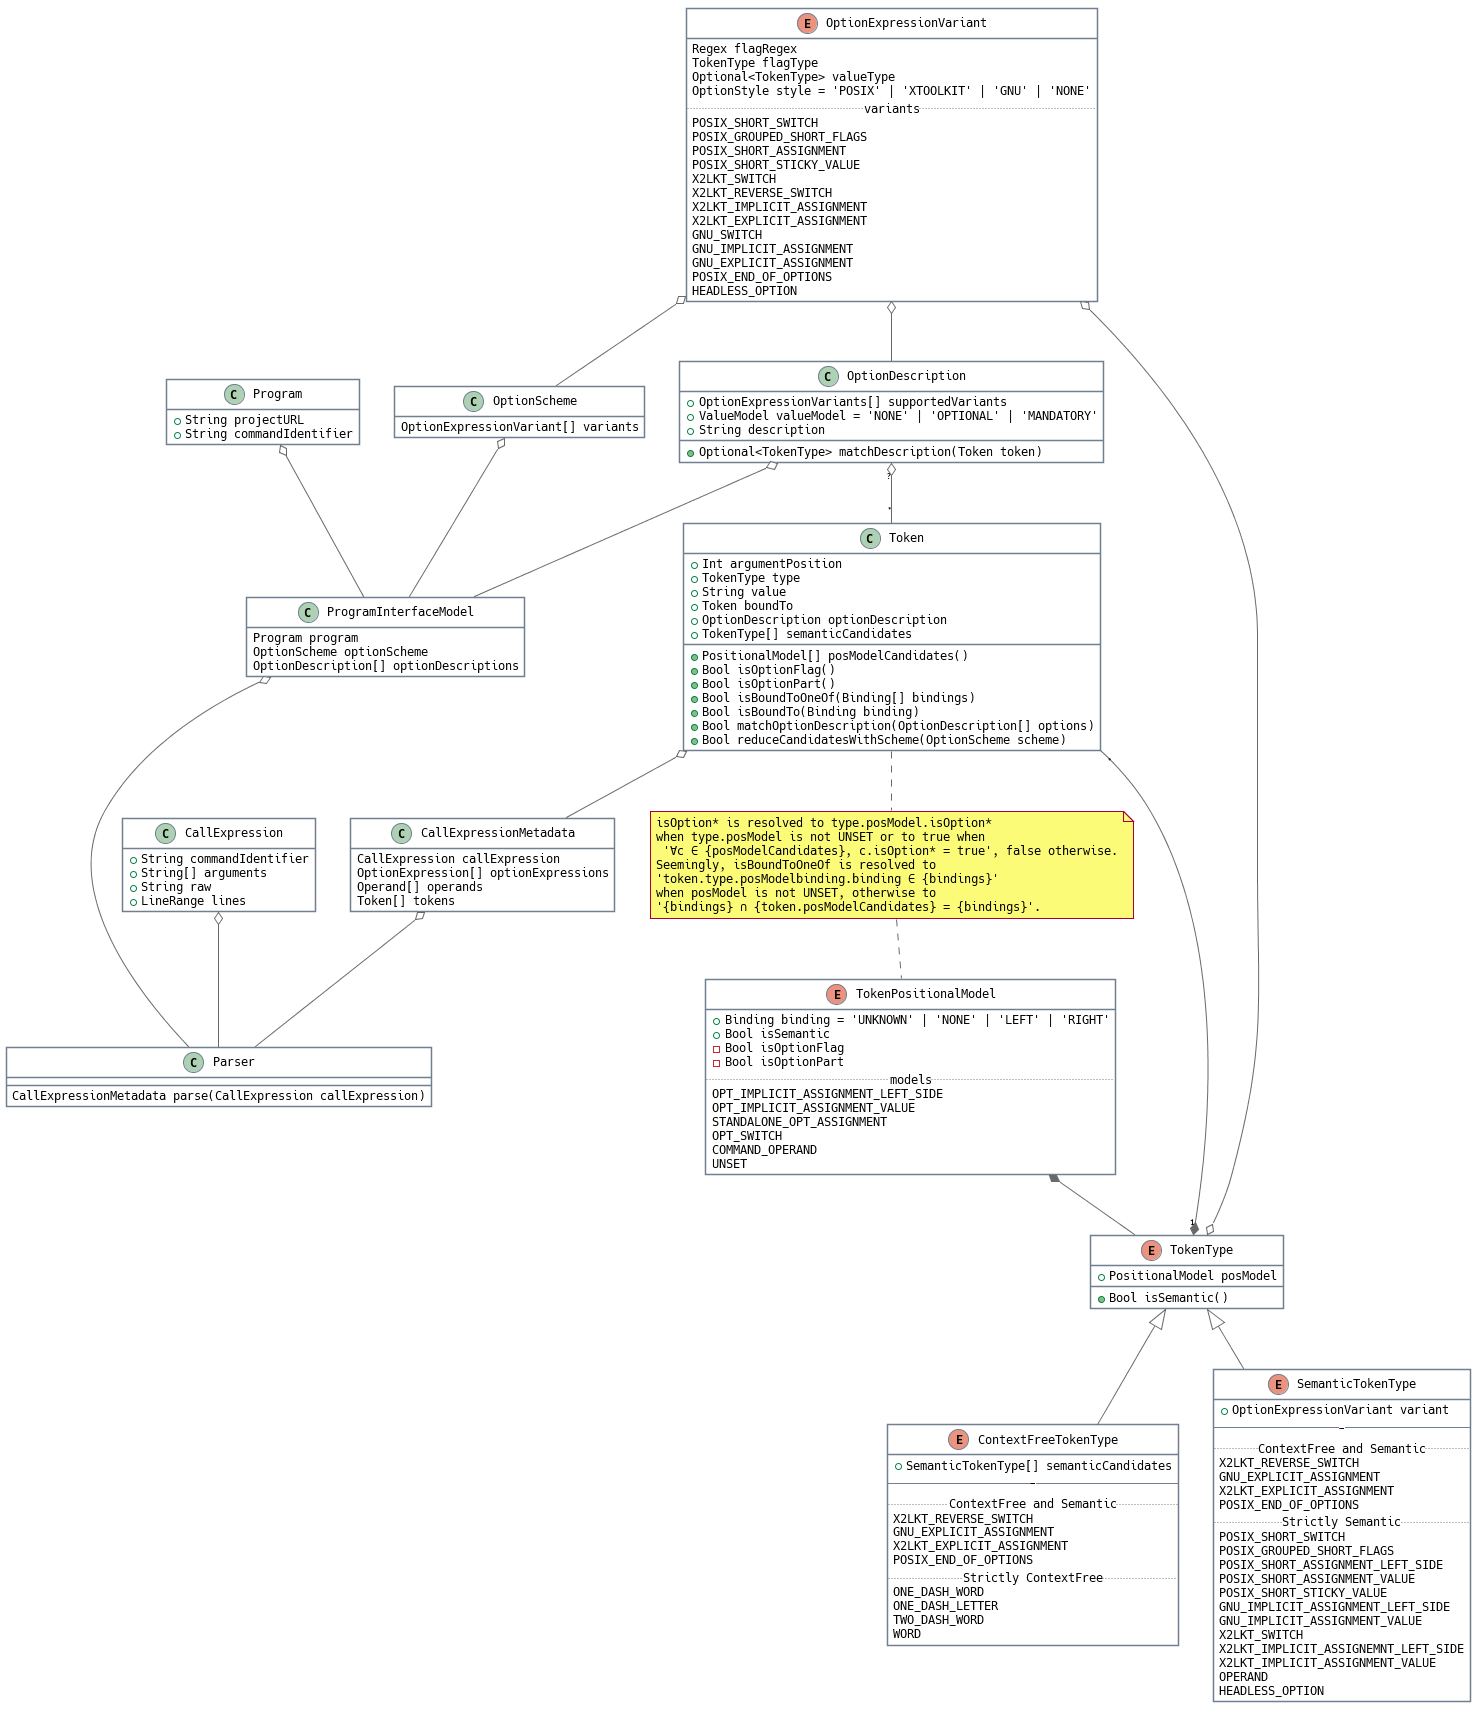 E OptionExpressionVariant
Regex flagRegex
TokenType flagType
Optional<TokenType> valueType
OptionStyle style = 'POSIX' | 'XTOOLKIT' | 'GNU' | 'NONE'
variants
POSIX_SHORT_SWITCH
POSIX_GROUPED_SHORT_FLAGS
POSIX_SHORT_ASSIGNMENT
POSIX_SHORT_STICKY_VALUE
X2LKT_SWITCH
X2LKT_REVERSE_SWITCH
X2LKT_IMPLICIT_ASSIGNMENT
X2LKT_EXPLICIT_ASSIGNMENT
GNU_SWITCH
GNU_IMPLICIT_ASSIGNMENT
GNU_EXPLICIT_ASSIGNMENT
POSIX_END_OF_OPTIONS
HEADLESS_OPTION
C Program
String projectURL
String commandIdentifier
C OptionScheme
OptionExpressionVariant[] variants
C OptionDescription
OptionExpressionVariants[] supportedVariants
ValueModel valueModel = 'NONE' | 'OPTIONAL' | 'MANDATORY'
String description
Optional<TokenType> matchDescription(Token token)
?
*
C Token
Int argumentPosition
TokenType type
String value
Token boundTo
OptionDescription optionDescription
TokenType[] semanticCandidates
PositionalModel[] posModelCandidates()
Bool isOptionFlag()
Bool isOptionPart()
Bool isBoundToOneOf(Binding[] bindings)
Bool isBoundTo(Binding binding)
Bool matchOptionDescription(OptionDescription[] options)
Bool reduceCandidatesWithScheme(OptionScheme scheme)
*
C ProgramInterfaceModel
Program program
OptionScheme optionScheme
OptionDescription[] optionDescriptions
C CallExpression
String commandIdentifier
String[] arguments
String raw
LineRange lines
C CallExpressionMetadata
CallExpression callExpression
OptionExpression[] optionExpressions
Operand[] operands
Token[] tokens
isOption* is resolved to type.posModel.isOption*
when type.posModel is not UNSET or to true when
'∀c ∈ {posModelCandidates}, c.isOption* = true', false otherwise.
Seemingly, isBoundToOneOf is resolved to
'token.type.posModelbinding.binding ∈ {bindings}'
when posModel is not UNSET, otherwise to
'{bindings} ∩ {token.posModelCandidates} = {bindings}'.
C Parser
CallExpressionMetadata parse(CallExpression callExpression)
E TokenPositionalModel
Binding binding = 'UNKNOWN' | 'NONE' | 'LEFT' | 'RIGHT'
Bool isSemantic
Bool isOptionFlag
Bool isOptionPart
models
OPT_IMPLICIT_ASSIGNMENT_LEFT_SIDE
OPT_IMPLICIT_ASSIGNMENT_VALUE
STANDALONE_OPT_ASSIGNMENT
OPT_SWITCH
COMMAND_OPERAND
UNSET
1
E TokenType
PositionalModel posModel
Bool isSemantic()
E ContextFreeTokenType
SemanticTokenType[] semanticCandidates
-
ContextFree and Semantic
X2LKT_REVERSE_SWITCH
GNU_EXPLICIT_ASSIGNMENT
X2LKT_EXPLICIT_ASSIGNMENT
POSIX_END_OF_OPTIONS
Strictly ContextFree
ONE_DASH_WORD
ONE_DASH_LETTER
TWO_DASH_WORD
WORD
E SemanticTokenType
OptionExpressionVariant variant
-
ContextFree and Semantic
X2LKT_REVERSE_SWITCH
GNU_EXPLICIT_ASSIGNMENT
X2LKT_EXPLICIT_ASSIGNMENT
POSIX_END_OF_OPTIONS
Strictly Semantic
POSIX_SHORT_SWITCH
POSIX_GROUPED_SHORT_FLAGS
POSIX_SHORT_ASSIGNMENT_LEFT_SIDE
POSIX_SHORT_ASSIGNMENT_VALUE
POSIX_SHORT_STICKY_VALUE
GNU_IMPLICIT_ASSIGNMENT_LEFT_SIDE
GNU_IMPLICIT_ASSIGNMENT_VALUE
X2LKT_SWITCH
X2LKT_IMPLICIT_ASSIGNEMNT_LEFT_SIDE
X2LKT_IMPLICIT_ASSIGNMENT_VALUE
OPERAND
HEADLESS_OPTION